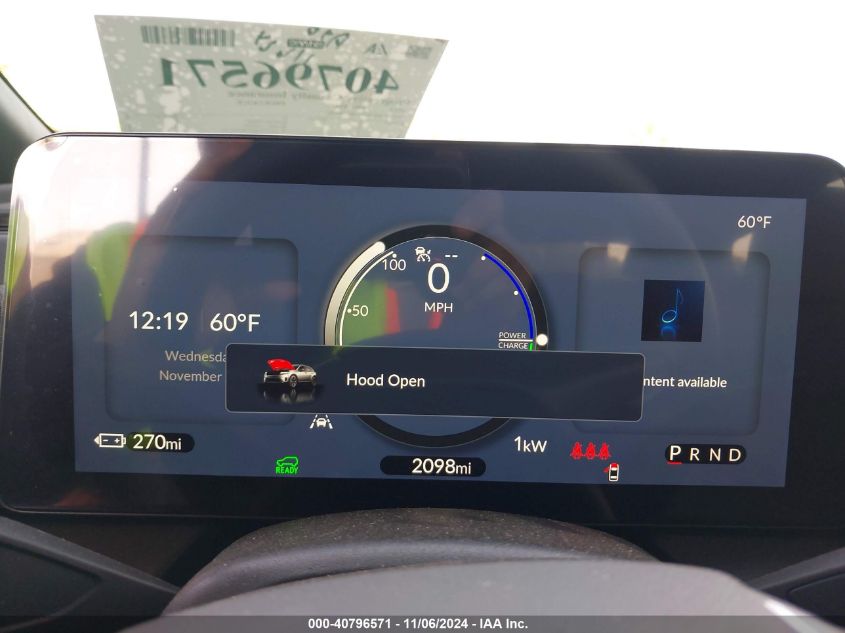 40796571
60°F
100
--
0
MPH
50
12:19 60°F
POWER
CHARGE
Wednesda
November
Hood Open
ntent available
270mi
READY
2098mi
1kW
P R N D
000-40796571 - 11/06/2024 - IAA Inc.